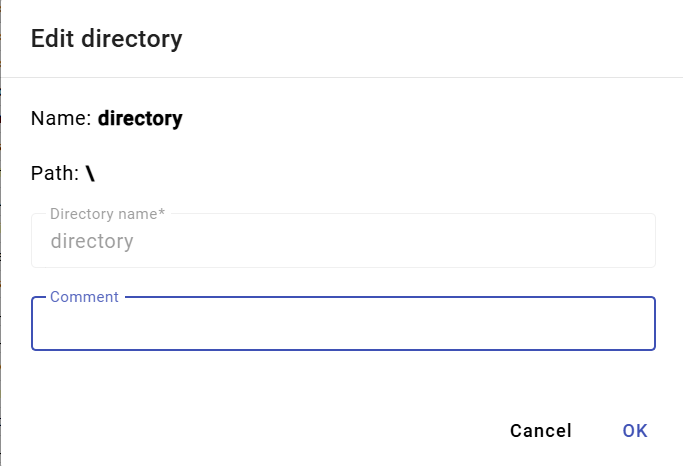 Edit directory
Name: directory
Path: \
Directory name*
directory
Comment
Cancel OK